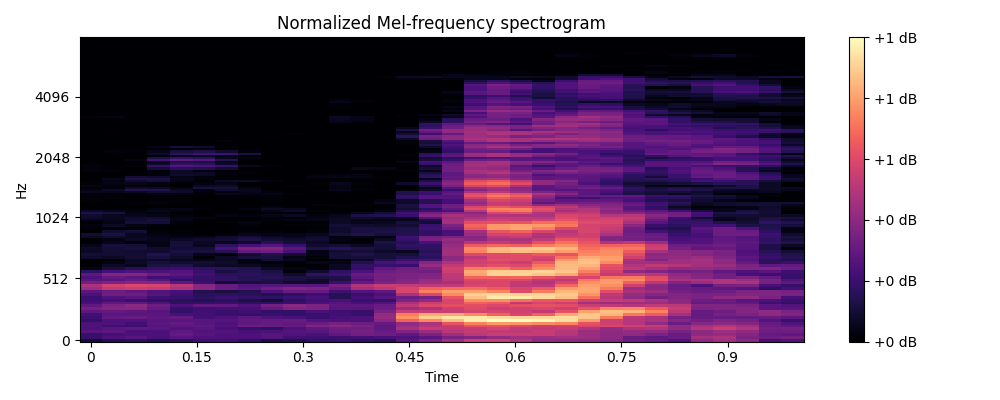 Normalized Mel-frequency spectrogram
Hz
4096
2048
1024
512
0
0 0.15 0.3 0.45 0.6 0.75 0.9
Time
+1 dB
+1 dB
+1 dB
+0 dB
+0 dB
+0 dB